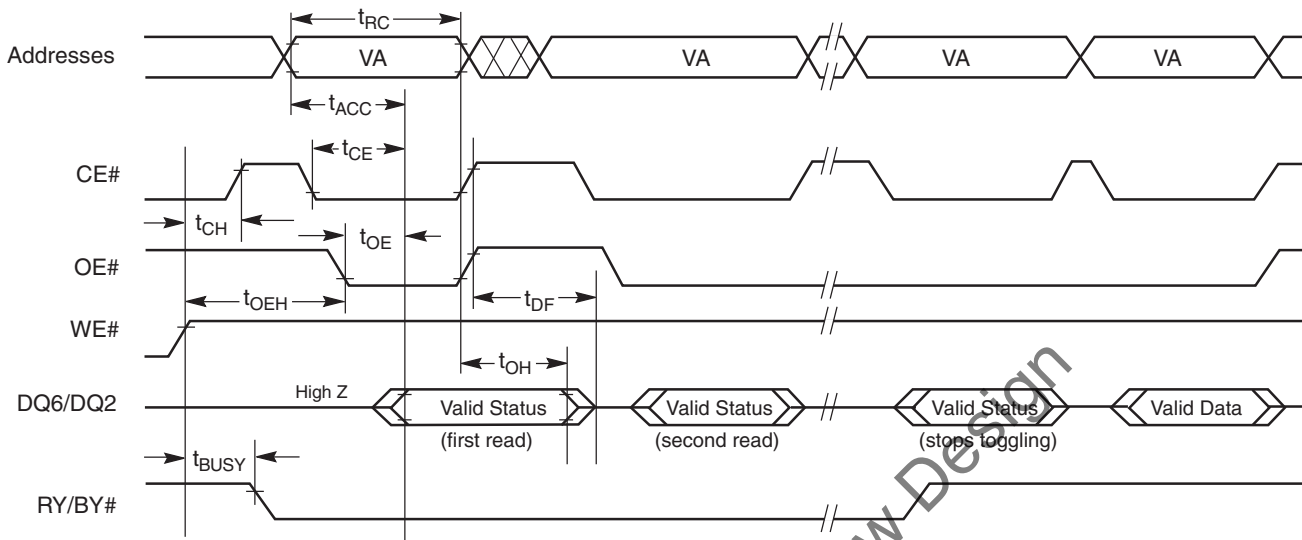 tRC
Addresses VA VA VA VA
tACC
tCE
CE#
tCH tOE
OE#
tOEH tDF
WE#
tOH
High Z
DQ6/DQ2 Valid Status Valid Status Valid Status Valid Data
(first read) (second read) (stops toggling)
tBUSY
RY/BY#
w Design